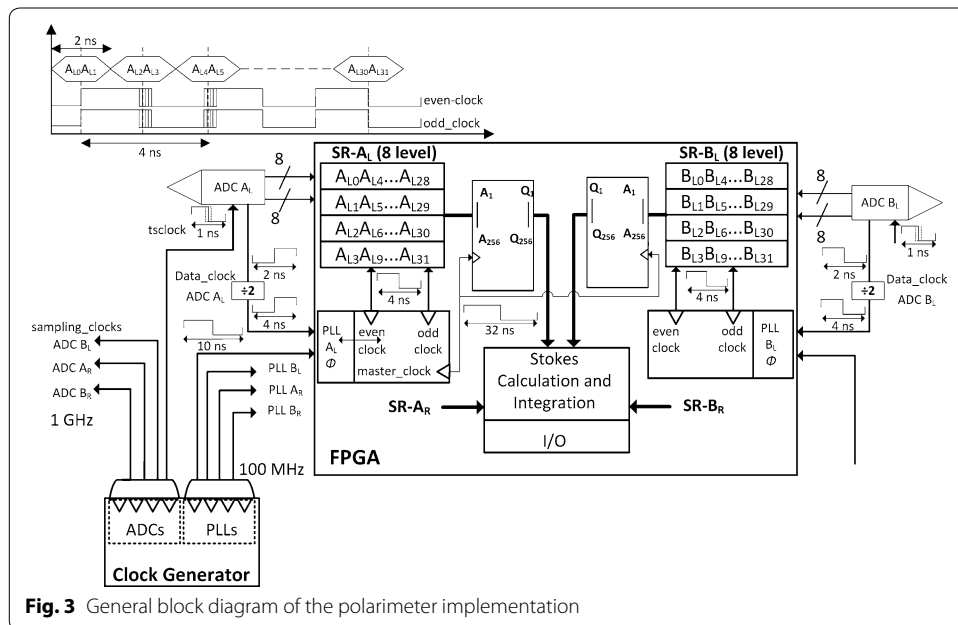 2 ns
A_L0A_L1 A_L2A_L3 A_L4A_L5 A_L30A_L31
even-clock
odd_clock
4 ns
SR-A_L (8 level)
SR-B_L (8 level)
8
ADC A_L
8
tsclock
1 ns
A_L0A_L4...A_L28
A_L1A_L5...A_L29
A_L2A_L6...A_L30
A_L3A_L9...A_L31
A_1 Q_1
A_256 Q_256
Q_1 A_1
Q_256 A_256
B_L0B_L4...B_L28
B_L1B_L5...B_L29
B_L2B_L6...B_L30
B_L3B_L9...B_L31
8
ADC B_L
8
1 ns
2 ns
Data_clock
ADC A_L
÷2
4 ns
4 ns
32 ns
4 ns
2 ns
÷2
Data_clock
ADC B_L
4 ns
sampling_clocks
ADC B_L
ADC A_R
ADC B_R
1 GHz
10 ns
PLL B_L
PLL A_R
PLL B_R
100 MHz
PLL
A_L
Φ
even
clock
odd
clock
master_clock
even
clock
odd
clock
PLL
B_L
Φ
Stokes
Calculation and
Integration
I/O
SR-A_R
SR-B_R
FPGA
ADCs PLLs
Clock Generator
Fig. 3 General block diagram of the polarimeter implementation